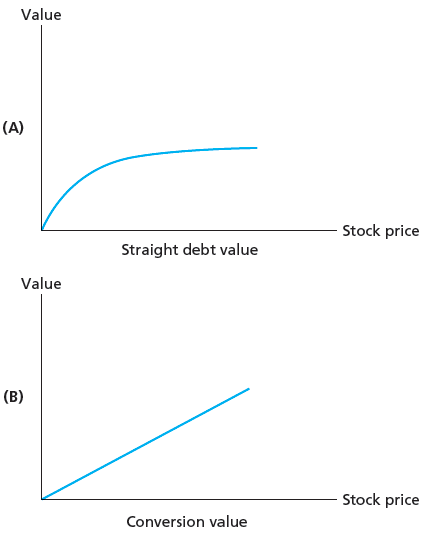 Value
(A)
Stock price
Straight debt value
Value
(B)
Stock price
Conversion value